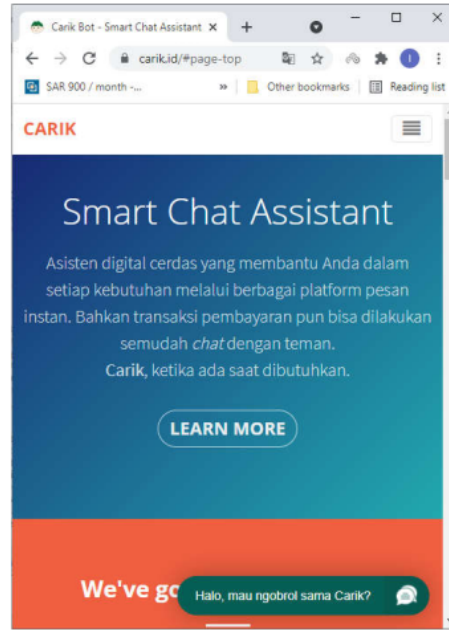 Carik Bot - Smart Chat Assistant
carik.id/#page-top
SAR 900 / month -...
Other bookmarks
Reading list
CARIK
Smart Chat Assistant
Asisten digital cerdas yang membantu Anda dalam
setiap kebutuhan melalui berbagai platform pesan
instan. Bahkan transaksi pembayaran pun bisa dilakukan
semudah chat dengan teman.
Carik, ketika ada saat dibutuhkan.
LEARN MORE
We've
Halo, mau ngobrol sama Carik?